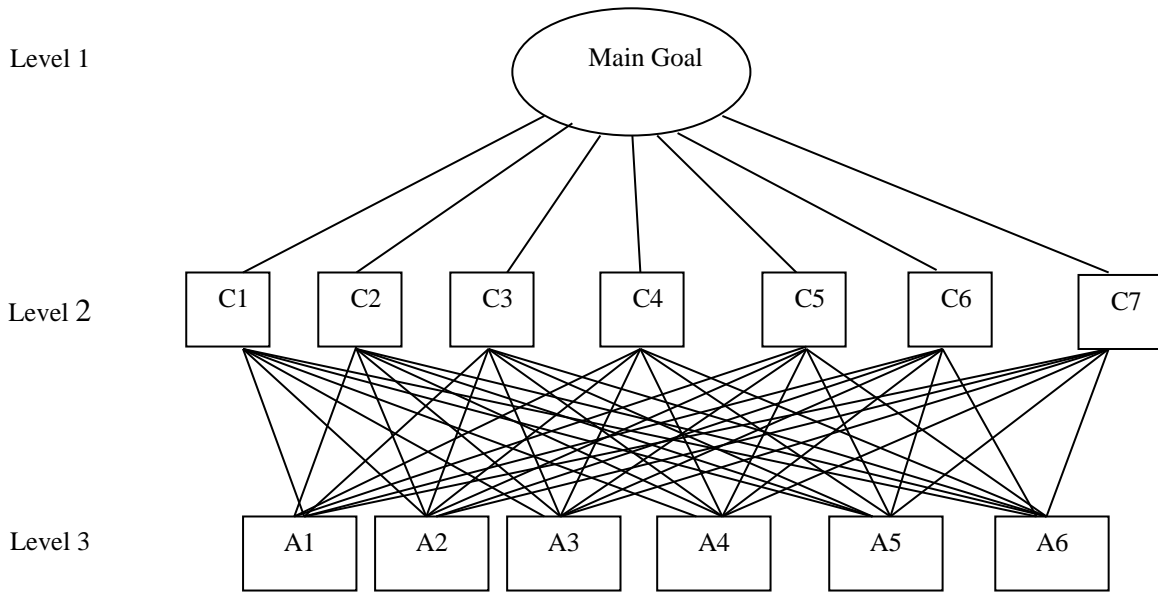 Level 1
Main Goal
Level 2
C1 C2 C3 C4 C5 C6 C7
Level 3
A1 A2 A3 A4 A5 A6